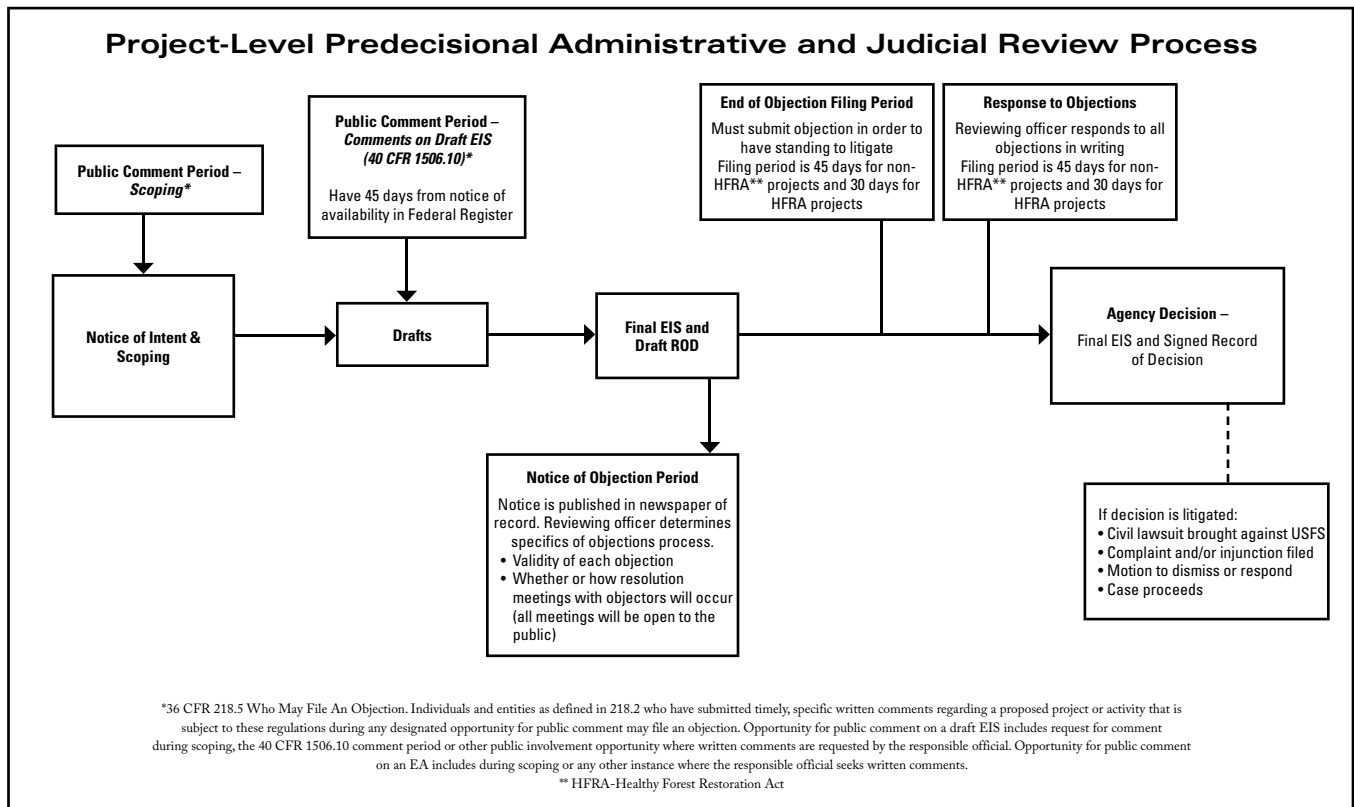 Project-Level Predecisional Administrative and Judicial Review Process
Public Comment Period –
Scoping*
Public Comment Period –
Comments on Draft EIS
(40 CFR 1506.10)*
Have 45 days from notice of
availability in Federal Register
End of Objection Filing Period
Must submit objection in order to
have standing to litigate
Filing period is 45 days for non-
HFRA** projects and 30 days for
HFRA projects
Response to Objections
Reviewing officer responds to all
objections in writing
Filing period is 45 days for non-
HFRA** projects and 30 days for
HFRA projects
Notice of Intent &
Scoping
Drafts
Final EIS and
Draft ROD
Agency Decision –
Final EIS and Signed Record
of Decision
Notice of Objection Period
Notice is published in newspaper of
record. Reviewing officer determines
specifics of objections process.
• Validity of each objection
• Whether or how resolution
meetings with objectors will occur
(all meetings will be open to the
public)
If decision is litigated:
• Civil lawsuit brought against USFS
• Complaint and/or injunction filed
• Motion to dismiss or respond
• Case proceeds
*36 CFR 218.5 Who May File An Objection. Individuals and entities as defined in 218.2 who have submitted timely, specific written comments regarding a proposed project or activity that is
subject to these regulations during any designated opportunity for public comment may file an objection. Opportunity for public comment on a draft EIS includes request for comment
during scoping, the 40 CFR 1506.10 comment period or other public involvement opportunity where written comments are requested by the responsible official. Opportunity for public comment
on an EA includes during scoping or any other instance where the responsible official seeks written comments.
** HFRA-Healthy Forest Restoration Act